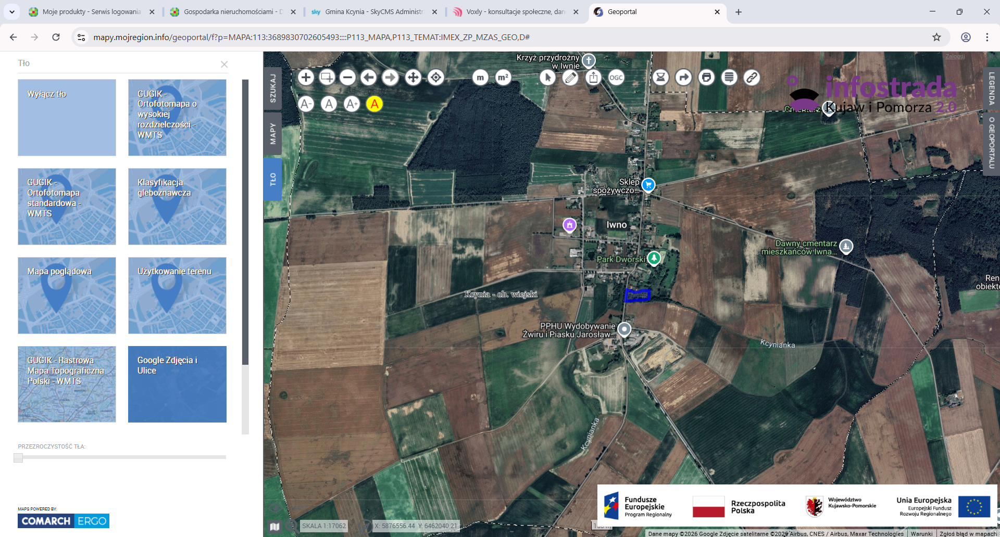 Moje produkty - Serwis logowania
Gospodarka nieruchomościami - D
sky Gmina Kcynia - SkyCMS Administra
Voxly - konsultacje społeczne, dan
Geoportal
mapy.mojregion.info/geoportal/f?p=MAPA:113:3689830702605493::::P113_MAPA,P113_TEMAT:IMEX_ZP_MZAS_GEO,D#
Tło
Wyłącz tło
GUGIK -
Ortofotomapa o
wysokiej
rozdzielczości -
WMTS
GUGIK -
Ortofotomapa
standardowa -
WMTS
Klasyfikacja
gleboznawcza
Mapa poglądowa
Użytkowanie terenu
GUGIK - Rastrowa
Mapa Topograficzna
Polski - WMTS
Google Zdjęcia i
Ulice
PRZEZROCZYSTOŚĆ TŁA:
MAPS POWERED BY:
COMARCH ERGO
SZUKAJ
MAPY
TŁO
Krzyż przydrożny
w Iwnie
m
m²
OGC
A-
A
A+
A
Zaloguj
infostrada
Kujaw i Pomorza 2.0
Cmentarz
LEGENDA
O GEOPORTALU
Sklep
spożywczo...
Iwno
Park Dworski
Dawny cmentarz
mieszkańców Iwna...
Kcynia - ob. wiejski
PPHU Wydobywanie
Żwiru i Piasku Jarosław...
Kcynianka
Kcynianka
Ren
obiektó
SKALA 1:17062
X: 5876556.44 Y: 6462040.21
Fundusze
Europejskie
Program Regionalny
Rzeczpospolita
Polska
Województwo
Kujawsko-Pomorskie
Unia Europejska
Europejski Fundusz
Rozwoju Regionalnego
Dane mapy ©2026 Google Zdjęcie satelitarne ©2025 Airbus, CNES / Airbus, Maxar Technologies
Warunki
Zgłoś błąd w mapach